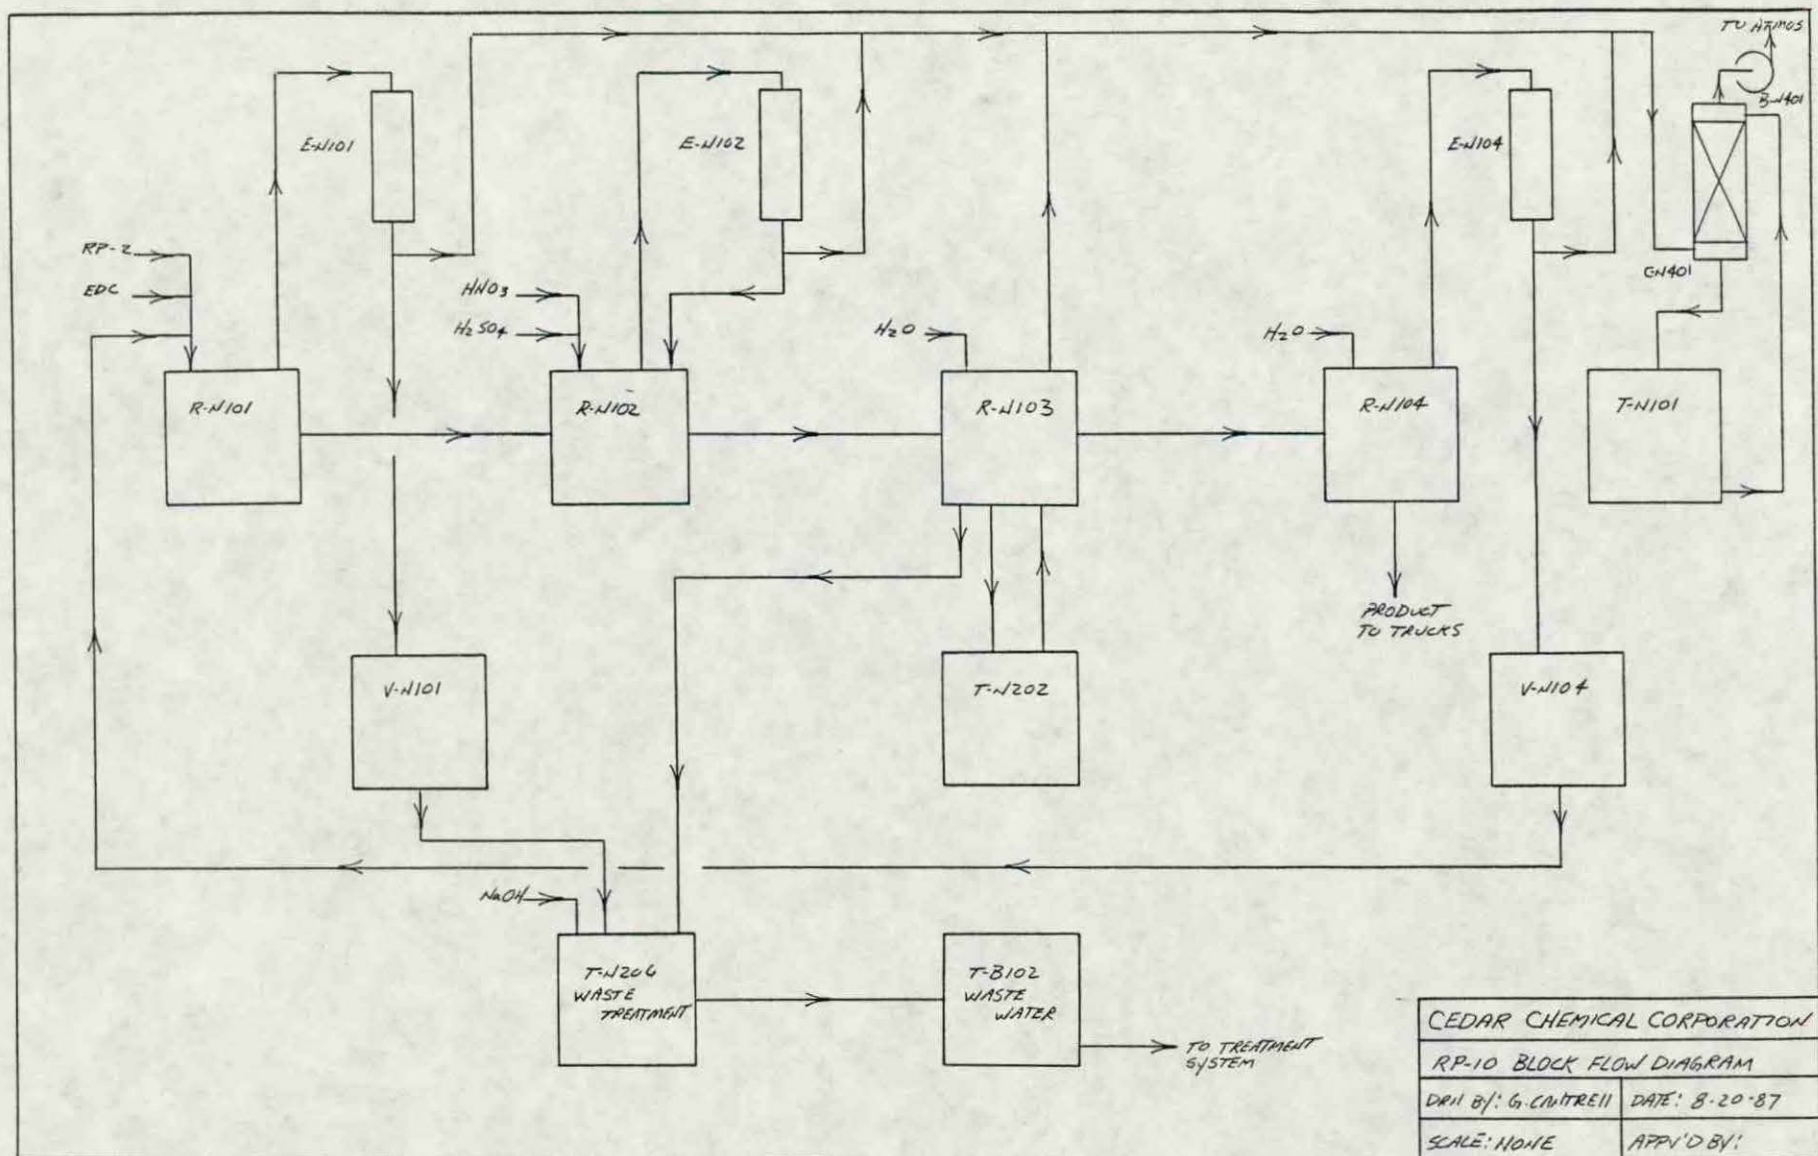 TO ATMOS
B-N401
E-N101
E-N102
E-N104
RP-2
EDC
HNO3
H2SO4
H2O
H2O
C-N401
R-N101
R-N102
R-N103
R-N104
T-N101
PRODUCT
TO TRUCKS
V-N101
T-N202
V-N104
NaOH
T-N206
WASTE
TREATMENT
T-B102
WASTE
WATER
TO TREATMENT
SYSTEM
CEDAR CHEMICAL CORPORATION
RP-10 BLOCK FLOW DIAGRAM
DRN BY: G. CANTRELL
DATE: 8-20-87
SCALE: NONE
APPV'D BY: